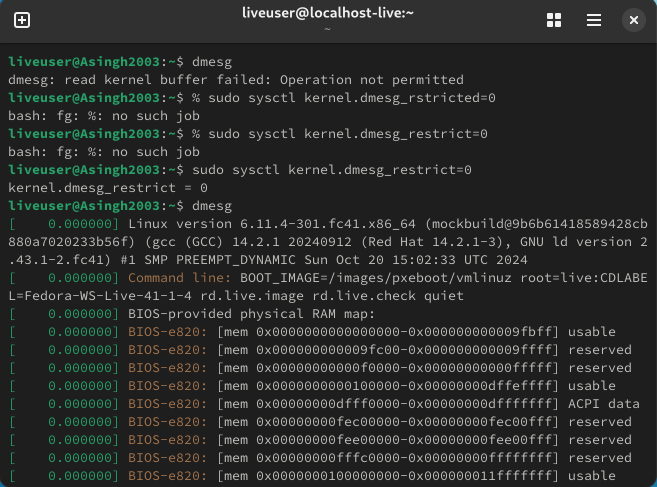 liveuser@localhost-live:~
~
liveuser@Asingh2003:~$ dmesg
dmesg: read kernel buffer failed: Operation not permitted
liveuser@Asingh2003:~$ % sudo sysctl kernel.dmesg_rstricted=0
bash: fg: %: no such job
liveuser@Asingh2003:~$ % sudo sysctl kernel.dmesg_restrict=0
bash: fg: %: no such job
liveuser@Asingh2003:~$ sudo sysctl kernel.dmesg_restrict=0
kernel.dmesg_restrict = 0
liveuser@Asingh2003:~$ dmesg
[    0.000000] Linux version 6.11.4-301.fc41.x86_64 (mockbuild@9b6b61418589428cb
880a7020233b56f) (gcc (GCC) 14.2.1 20240912 (Red Hat 14.2.1-3), GNU ld version 2
.43.1-2.fc41) #1 SMP PREEMPT_DYNAMIC Sun Oct 20 15:02:33 UTC 2024
[    0.000000] Command line: BOOT_IMAGE=/images/pxeboot/vmlinuz root=live:CDLABE
L=Fedora-WS-Live-41-1-4 rd.live.image rd.live.check quiet
[    0.000000] BIOS-provided physical RAM map:
[    0.000000] BIOS-e820: [mem 0x0000000000000000-0x000000000009fbff] usable
[    0.000000] BIOS-e820: [mem 0x000000000009fc00-0x000000000009ffff] reserved
[    0.000000] BIOS-e820: [mem 0x00000000000f0000-0x00000000000fffff] reserved
[    0.000000] BIOS-e820: [mem 0x0000000000100000-0x00000000dffeffff] usable
[    0.000000] BIOS-e820: [mem 0x00000000dfff0000-0x00000000dfffffff] ACPI data
[    0.000000] BIOS-e820: [mem 0x00000000fec00000-0x00000000fec00fff] reserved
[    0.000000] BIOS-e820: [mem 0x00000000fee00000-0x00000000fee00fff] reserved
[    0.000000] BIOS-e820: [mem 0x00000000fffc0000-0x00000000ffffffff] reserved
[    0.000000] BIOS-e820: [mem 0x0000000100000000-0x000000011fffffff] usable